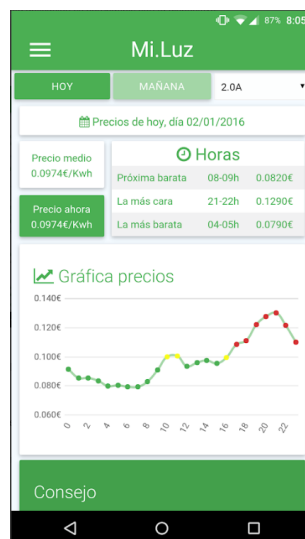 87% 8:05
Mi.Luz
HOY MAÑANA 2.0A
Precios de hoy, día 02/01/2016
Precio medio
0.0974€/Kwh
Precio ahora
0.0974€/Kwh
Horas
Próxima barata 08-09h 0.0820€
La más cara 21-22h 0.1290€
La más barata 04-05h 0.0790€
Gráfica precios
0.140€
0.120€
0.100€
0.080€
0.060€
0 2 4 6 8 10 12 14 16 18 20 22
Consejo